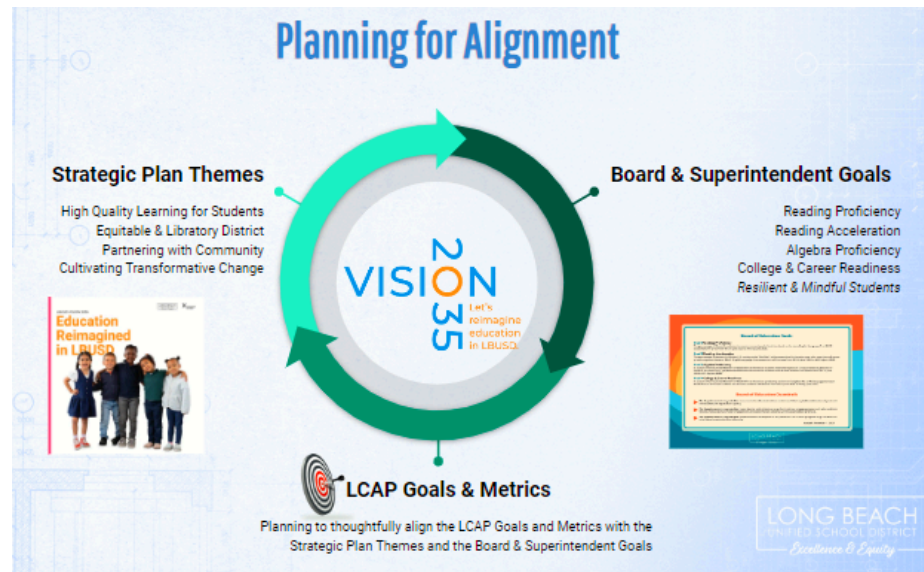 Planning for Alignment
Strategic Plan Themes
High Quality Learning for Students
Equitable & Libratory District
Partnering with Community
Cultivating Transformative Change
Education
Reimagined
in LBUSD
VISION
2035
Let's
reimagine
education
in LBUSD.
Board & Superintendent Goals
Reading Proficiency
Reading Acceleration
Algebra Proficiency
College & Career Readiness
Resilient & Mindful Students
Board of Education Goals
LCAP Goals & Metrics
Planning to thoughtfully align the LCAP Goals and Metrics with the
Strategic Plan Themes and the Board & Superintendent Goals
LONG BEACH
UNIFIED SCHOOL DISTRICT
Excellence & Equity